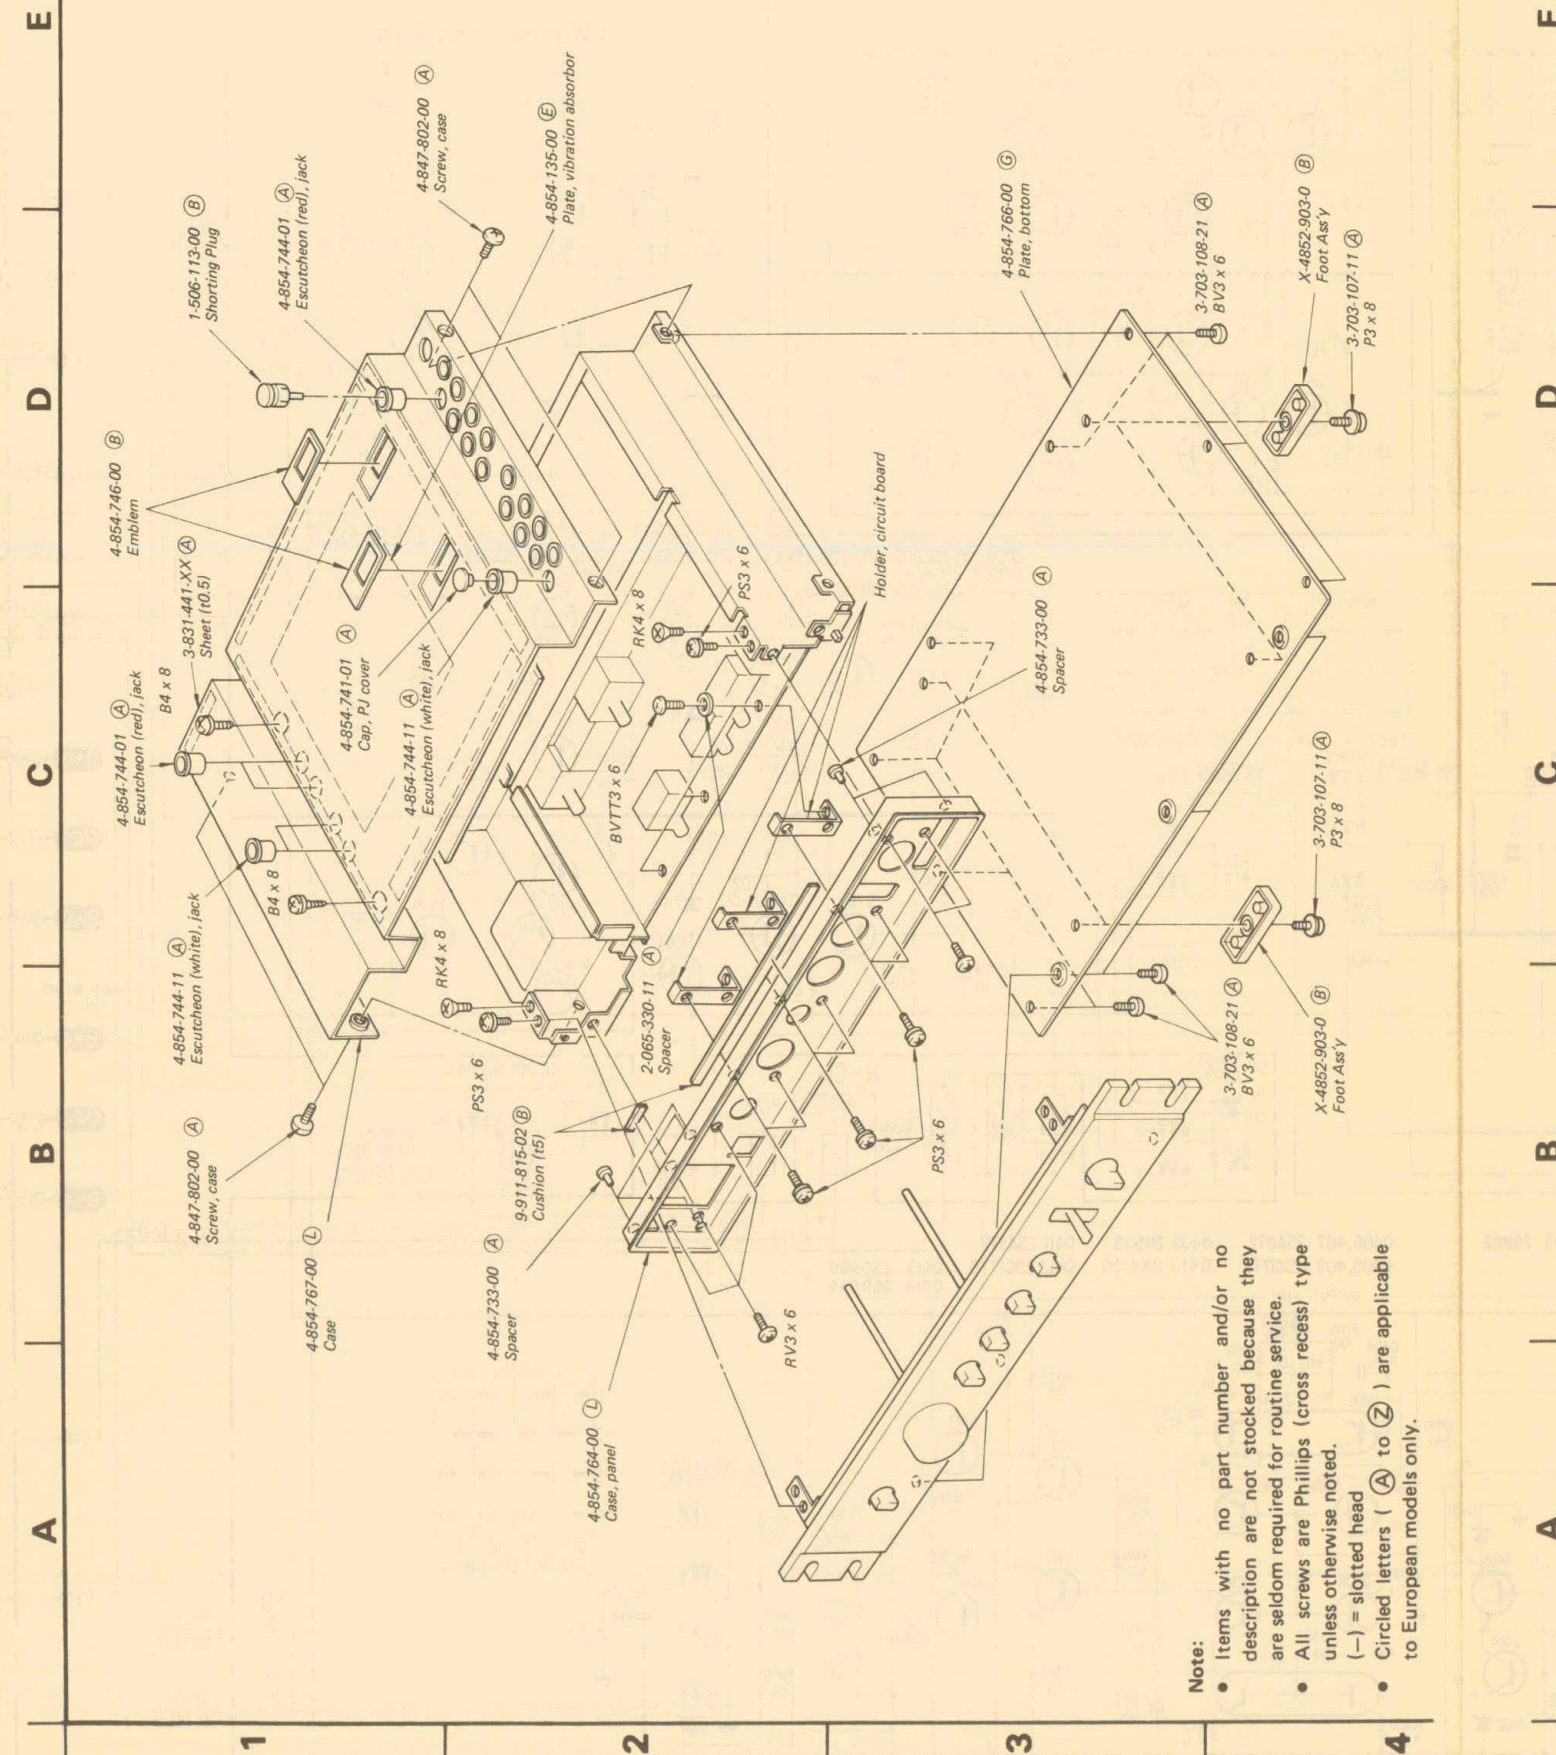 E
D
C
B
A
1
2
3
4
E
D
C
B
A
1-506-113-00 Ⓑ
Shorting Plug
4-854-744-01 Ⓐ
Escutcheon (red), jack
4-847-802-00 Ⓐ
Screw, case
4-854-135-00 Ⓔ
Plate, vibration absorbor
4-854-746-00 Ⓑ
Emblem
3-831-441-XX Ⓐ
Sheet (t0.5)
B4 x 8
4-854-744-01 Ⓐ
Escutcheon (red), jack
4-854-741-01 Ⓐ
Cap, PJ cover
4-854-744-11 Ⓐ
Escutcheon (white), jack
B4 x 8
4-854-744-11 Ⓐ
Escutcheon (white), jack
4-847-802-00 Ⓐ
Screw, case
4-854-767-00 Ⓛ
Case
RK4 x 8
PS3 x 6
BVTT3 x 6
RK4 x 8
PS3 x 6
Holder, circuit board
2-065-330-11 Ⓐ
Spacer
9-911-815-02 Ⓑ
Cushion (t5)
4-854-733-00 Ⓐ
Spacer
4-854-764-00 Ⓛ
Case, panel
RV3 x 6
PS3 x 6
4-854-733-00 Ⓐ
Spacer
4-854-766-00 Ⓖ
Plate, bottom
3-703-108-21 Ⓐ
BV3 x 6
X-4852-903-0 Ⓑ
Foot Ass'y
3-703-107-11 Ⓐ
P3 x 8
3-703-107-11 Ⓐ
P3 x 8
3-703-108-21 Ⓐ
BV3 x 6
X-4852-903-0 Ⓑ
Foot Ass'y
Note:
• Items with no part number and/or no
description are not stocked because they
are seldom required for routine service.
• All screws are Phillips (cross recess) type
unless otherwise noted.
(−) = slotted head
• Circled letters ( Ⓐ to Ⓩ ) are applicable
to European models only.